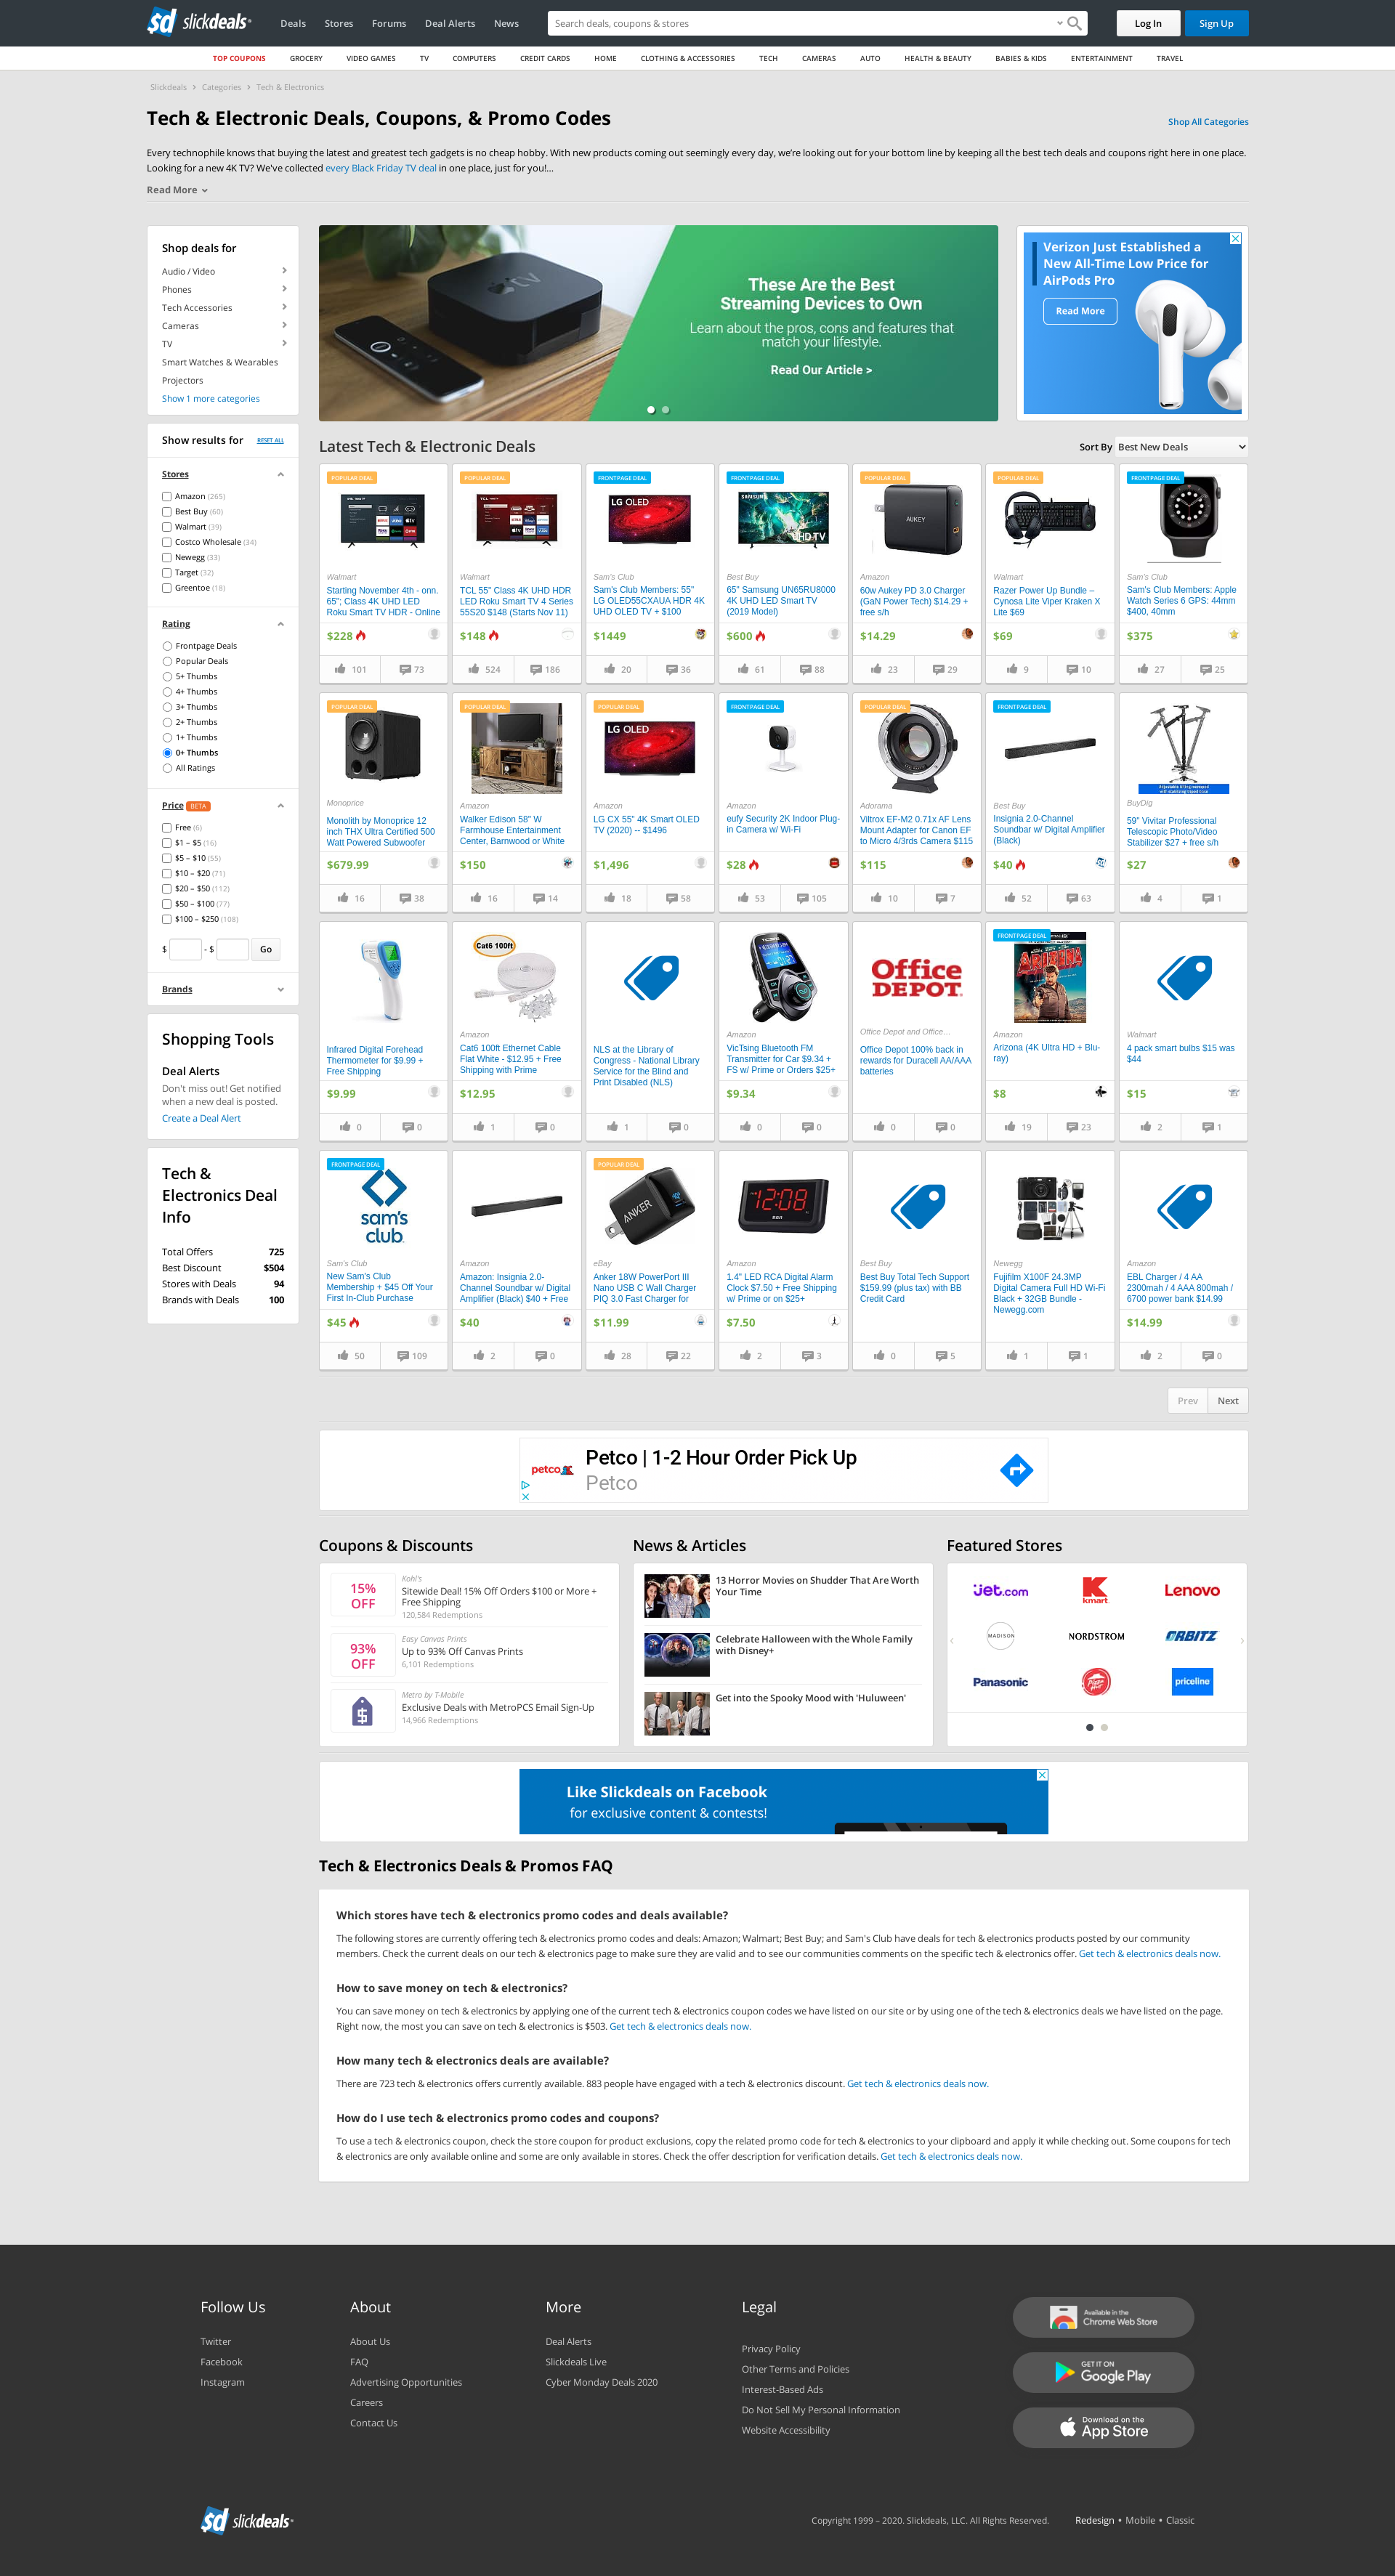 slickdeals
Deals
Stores
Forums
Deal Alerts
News
Search deals, coupons & stores
Log In
Sign Up
TOP COUPONS
GROCERY
VIDEO GAMES
TV
COMPUTERS
CREDIT CARDS
HOME
CLOTHING & ACCESSORIES
TECH
CAMERAS
AUTO
HEALTH & BEAUTY
BABIES & KIDS
ENTERTAINMENT
TRAVEL
Slickdeals › Categories › Tech & Electronics
Tech & Electronic Deals, Coupons, & Promo Codes
Shop All Categories
Every technophile knows that buying the latest and greatest tech gadgets is no cheap hobby. With new products coming out seemingly every day, we're looking out for your bottom line by keeping all the best tech deals and coupons right here in one place.
Looking for a new 4K TV? We've collected every Black Friday TV deal in one place, just for you!...
Read More
Shop deals for
Audio / Video
Phones
Tech Accessories
Cameras
TV
Smart Watches & Wearables
Projectors
Show 1 more categories
Show results for
RESET ALL
Stores
Amazon (265)
Best Buy (60)
Walmart (39)
Costco Wholesale (34)
Newegg (33)
Target (32)
Greentoe (18)
Rating
Frontpage Deals
Popular Deals
5+ Thumbs
4+ Thumbs
3+ Thumbs
2+ Thumbs
1+ Thumbs
0+ Thumbs
All Ratings
Price BETA
Free (6)
$1 – $5 (16)
$5 – $10 (55)
$10 – $20 (71)
$20 – $50 (112)
$50 – $100 (77)
$100 – $250 (108)
$ - $ Go
Brands
Shopping Tools
Deal Alerts
Don't miss out! Get notified
when a new deal is posted.
Create a Deal Alert
Tech &
Electronics Deal
Info
Total Offers 725
Best Discount $504
Stores with Deals 94
Brands with Deals 100
These Are the Best
Streaming Devices to Own
Learn about the pros, cons and features that
match your lifestyle.
Read Our Article >
Verizon Just Established a
New All-Time Low Price for
AirPods Pro
Read More
Latest Tech & Electronic Deals
Sort By Best New Deals
POPULAR DEAL
Walmart
Starting November 4th - onn.
65"; Class 4K UHD LED
Roku Smart TV HDR - Online
$228
101 73
POPULAR DEAL
Walmart
TCL 55" Class 4K UHD HDR
LED Roku Smart TV 4 Series
55S20 $148 (Starts Nov 11)
$148
524 186
FRONTPAGE DEAL
LG OLED
Sam's Club
Sam's Club Members: 55"
LG OLED55CXAUA HDR 4K
UHD OLED TV + $100
$1449
20 36
FRONTPAGE DEAL
SAMSUNG
UHD TV
Best Buy
65" Samsung UN65RU8000
4K UHD LED Smart TV
(2019 Model)
$600
61 88
POPULAR DEAL
AUKEY
Amazon
60w Aukey PD 3.0 Charger
(GaN Power Tech) $14.29 +
free s/h
$14.29
23 29
POPULAR DEAL
Walmart
Razer Power Up Bundle –
Cynosa Lite Viper Kraken X
Lite $69
$69
9 10
FRONTPAGE DEAL
Sam's Club
Sam's Club Members: Apple
Watch Series 6 GPS: 44mm
$400, 40mm
$375
27 25
POPULAR DEAL
Monoprice
Monolith by Monoprice 12
inch THX Ultra Certified 500
Watt Powered Subwoofer
$679.99
16 38
POPULAR DEAL
Amazon
Walker Edison 58" W
Farmhouse Entertainment
Center, Barnwood or White
$150
16 14
POPULAR DEAL
LG OLED
Amazon
LG CX 55" 4K Smart OLED
TV (2020) -- $1496
$1,496
18 58
FRONTPAGE DEAL
Amazon
eufy Security 2K Indoor Plug-
in Camera w/ Wi-Fi
$28
53 105
POPULAR DEAL
Adorama
Viltrox EF-M2 0.71x AF Lens
Mount Adapter for Canon EF
to Micro 4/3rds Camera $115
$115
10 7
FRONTPAGE DEAL
Best Buy
Insignia 2.0-Channel
Soundbar w/ Digital Amplifier
(Black)
$40
52 63
BuyDig
59" Vivitar Professional
Telescopic Photo/Video
Stabilizer $27 + free s/h
$27
4 1
Infrared Digital Forehead
Thermometer for $9.99 +
Free Shipping
$9.99
0 0
Cat6 100ft
Amazon
Cat6 100ft Ethernet Cable
Flat White - $12.95 + Free
Shipping with Prime
$12.95
1 0
NLS at the Library of
Congress - National Library
Service for the Blind and
Print Disabled (NLS)
1 0
Amazon
VicTsing Bluetooth FM
Transmitter for Car $9.34 +
FS w/ Prime or Orders $25+
$9.34
0 0
Office
DEPOT
Office Depot and Office…
Office Depot 100% back in
rewards for Duracell AA/AAA
batteries
0 0
FRONTPAGE DEAL
ARIZONA
Amazon
Arizona (4K Ultra HD + Blu-
ray)
$8
19 23
Walmart
4 pack smart bulbs $15 was
$44
$15
2 1
FRONTPAGE DEAL
sam's
club
Sam's Club
New Sam's Club
Membership + $45 Off Your
First In-Club Purchase
$45
50 109
Amazon
Amazon: Insignia 2.0-
Channel Soundbar w/ Digital
Amplifier (Black) $40 + Free
$40
2 0
POPULAR DEAL
ANKER
eBay
Anker 18W PowerPort III
Nano USB C Wall Charger
PIQ 3.0 Fast Charger for
$11.99
28 22
12:08
Amazon
1.4" LED RCA Digital Alarm
Clock $7.50 + Free Shipping
w/ Prime or on $25+
$7.50
2 3
Best Buy
Best Buy Total Tech Support
$159.99 (plus tax) with BB
Credit Card
0 5
Newegg
Fujifilm X100F 24.3MP
Digital Camera Full HD Wi-Fi
Black + 32GB Bundle -
Newegg.com
1 1
Amazon
EBL Charger / 4 AA
2300mah / 4 AAA 800mah /
6700 power bank $14.99
$14.99
2 0
Prev
Next
petco
Petco | 1-2 Hour Order Pick Up
Petco
Coupons & Discounts
15%
OFF
Kohl's
Sitewide Deal! 15% Off Orders $100 or More +
Free Shipping
120,584 Redemptions
93%
OFF
Easy Canvas Prints
Up to 93% Off Canvas Prints
6,101 Redemptions
Metro by T-Mobile
Exclusive Deals with MetroPCS Email Sign-Up
14,966 Redemptions
News & Articles
13 Horror Movies on Shudder That Are Worth
Your Time
Celebrate Halloween with the Whole Family
with Disney+
Get into the Spooky Mood with 'Huluween'
Featured Stores
jet.com
kmart
Lenovo
MADISON
NORDSTROM
ORBITZ
Panasonic
Pizza Hut
priceline
Like Slickdeals on Facebook
for exclusive content & contests!
Tech & Electronics Deals & Promos FAQ
Which stores have tech & electronics promo codes and deals available?
The following stores are currently offering tech & electronics promo codes and deals: Amazon; Walmart; Best Buy; and Sam's Club have deals for tech & electronics products posted by our community
members. Check the current deals on our tech & electronics page to make sure they are valid and to see our communities comments on the specific tech & electronics offer. Get tech & electronics deals now.
How to save money on tech & electronics?
You can save money on tech & electronics by applying one of the current tech & electronics coupon codes we have listed on our site or by using one of the tech & electronics deals we have listed on the page.
Right now, the most you can save on tech & electronics is $503. Get tech & electronics deals now.
How many tech & electronics deals are available?
There are 723 tech & electronics offers currently available. 883 people have engaged with a tech & electronics discount. Get tech & electronics deals now.
How do I use tech & electronics promo codes and coupons?
To use a tech & electronics coupon, check the store coupon for product exclusions, copy the related promo code for tech & electronics to your clipboard and apply it while checking out. Some coupons for tech
& electronics are only available online and some are only available in stores. Check the offer description for verification details. Get tech & electronics deals now.
Follow Us
Twitter
Facebook
Instagram
About
About Us
FAQ
Advertising Opportunities
Careers
Contact Us
More
Deal Alerts
Slickdeals Live
Cyber Monday Deals 2020
Legal
Privacy Policy
Other Terms and Policies
Interest-Based Ads
Do Not Sell My Personal Information
Website Accessibility
Available in the
Chrome Web Store
GET IT ON
Google Play
Download on the
App Store
slickdeals
Copyright 1999 – 2020. Slickdeals, LLC. All Rights Reserved.
Redesign • Mobile • Classic